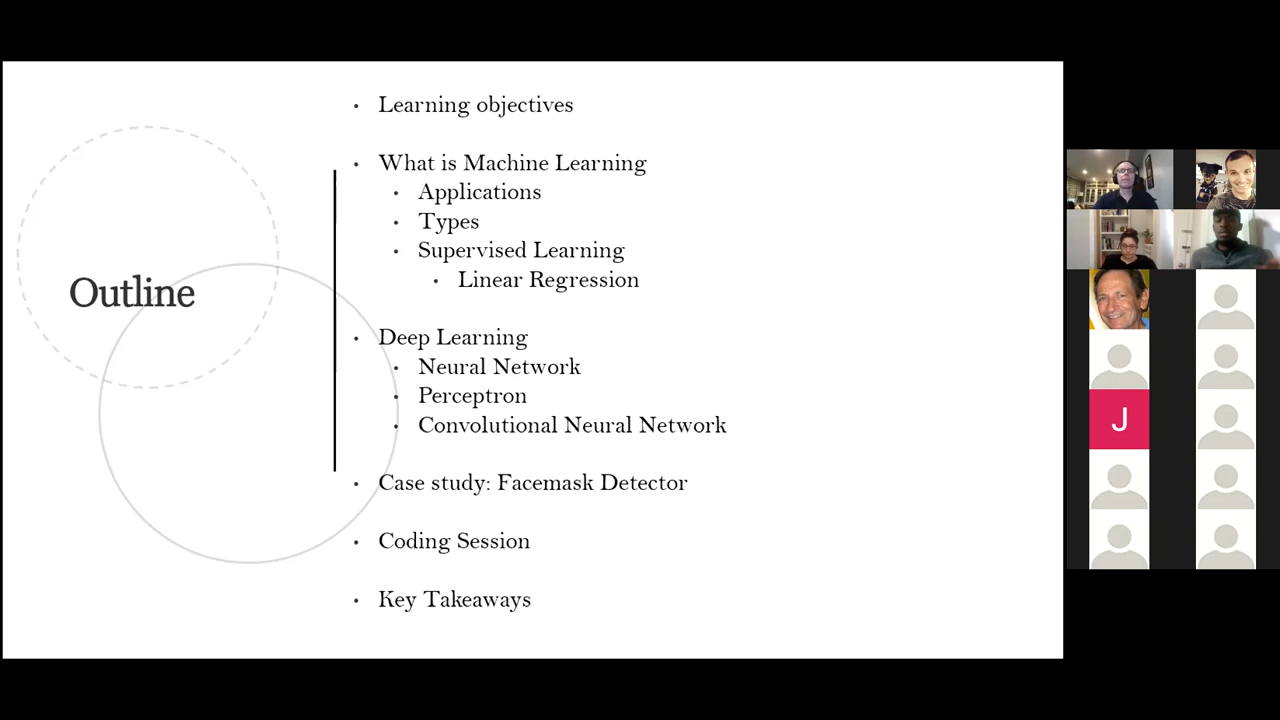 Outline
Learning objectives
What is Machine Learning
Applications
Types
Supervised Learning
Linear Regression
Deep Learning
Neural Network
Perceptron
Convolutional Neural Network
Case study: Facemask Detector
Coding Session
Key Takeaways
J